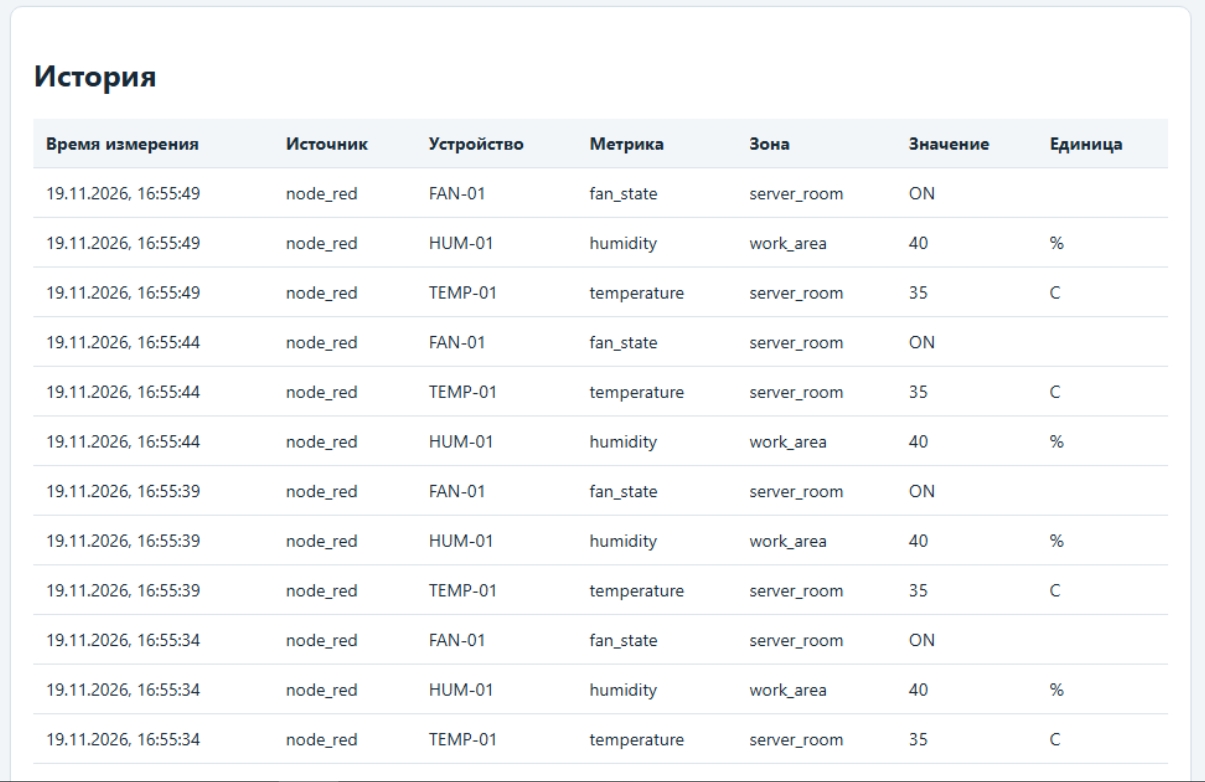 История
Время измерения Источник Устройство Метрика Зона Значение Единица
19.11.2026, 16:55:49 node_red FAN-01 fan_state server_room ON
19.11.2026, 16:55:49 node_red HUM-01 humidity work_area 40 %
19.11.2026, 16:55:49 node_red TEMP-01 temperature server_room 35 C
19.11.2026, 16:55:44 node_red FAN-01 fan_state server_room ON
19.11.2026, 16:55:44 node_red TEMP-01 temperature server_room 35 C
19.11.2026, 16:55:44 node_red HUM-01 humidity work_area 40 %
19.11.2026, 16:55:39 node_red FAN-01 fan_state server_room ON
19.11.2026, 16:55:39 node_red HUM-01 humidity work_area 40 %
19.11.2026, 16:55:39 node_red TEMP-01 temperature server_room 35 C
19.11.2026, 16:55:34 node_red FAN-01 fan_state server_room ON
19.11.2026, 16:55:34 node_red HUM-01 humidity work_area 40 %
19.11.2026, 16:55:34 node_red TEMP-01 temperature server_room 35 C